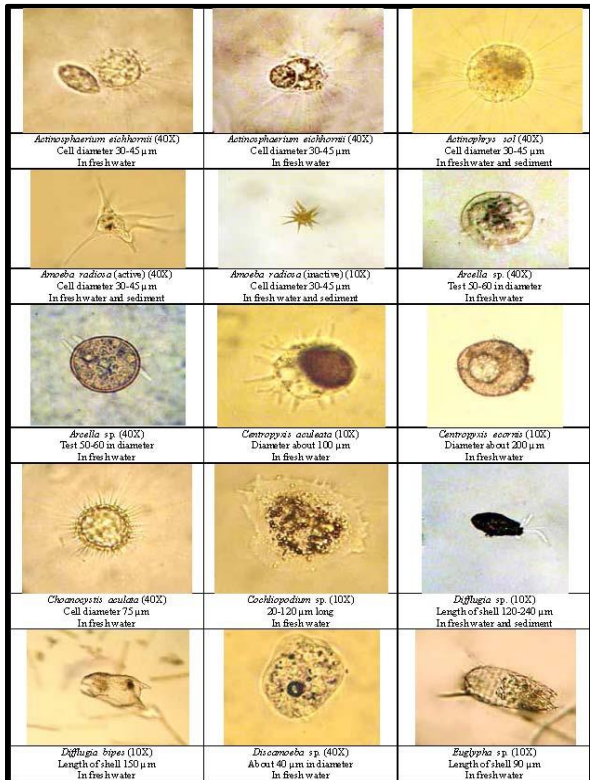 Actinosphaerium eichhornii (40X)
Cell diameter 30-45 µm
In freshwater
Actinosphaerium eichhornii (40X)
Cell diameter 30-45 µm
In freshwater
Actinophrys sol (40X)
Cell diameter 30-45 µm
In freshwater and sediment
Amoeba radiosa (active) (40X)
Cell diameter 30-45 µm
In freshwater and sediment
Amoeba radiosa (inactive) (10X)
Cell diameter 30-45 µm
In freshwater and sediment
Arcella sp. (40X)
Test 50-60 in diameter
In freshwater
Arcella sp. (40X)
Test 50-60 in diameter
In freshwater
Centropyxis aculeata (10X)
Diameter about 100 µm
In freshwater
Centropyxis ecornis (10X)
Diameter about 200 µm
In freshwater
Choanocystis aculata (40X)
Cell diameter 75 µm
In freshwater
Cochliopodium sp. (10X)
20-120 µm long
In freshwater
Difflugia sp. (10X)
Length of shell 120-240 µm
In freshwater and sediment
Difflugia bipes (10X)
Length of shell 150 µm
In freshwater
Discamoeba sp. (40X)
About 40 µm in diameter
In freshwater
Euglypha sp. (10X)
Length of shell 90 µm
In freshwater